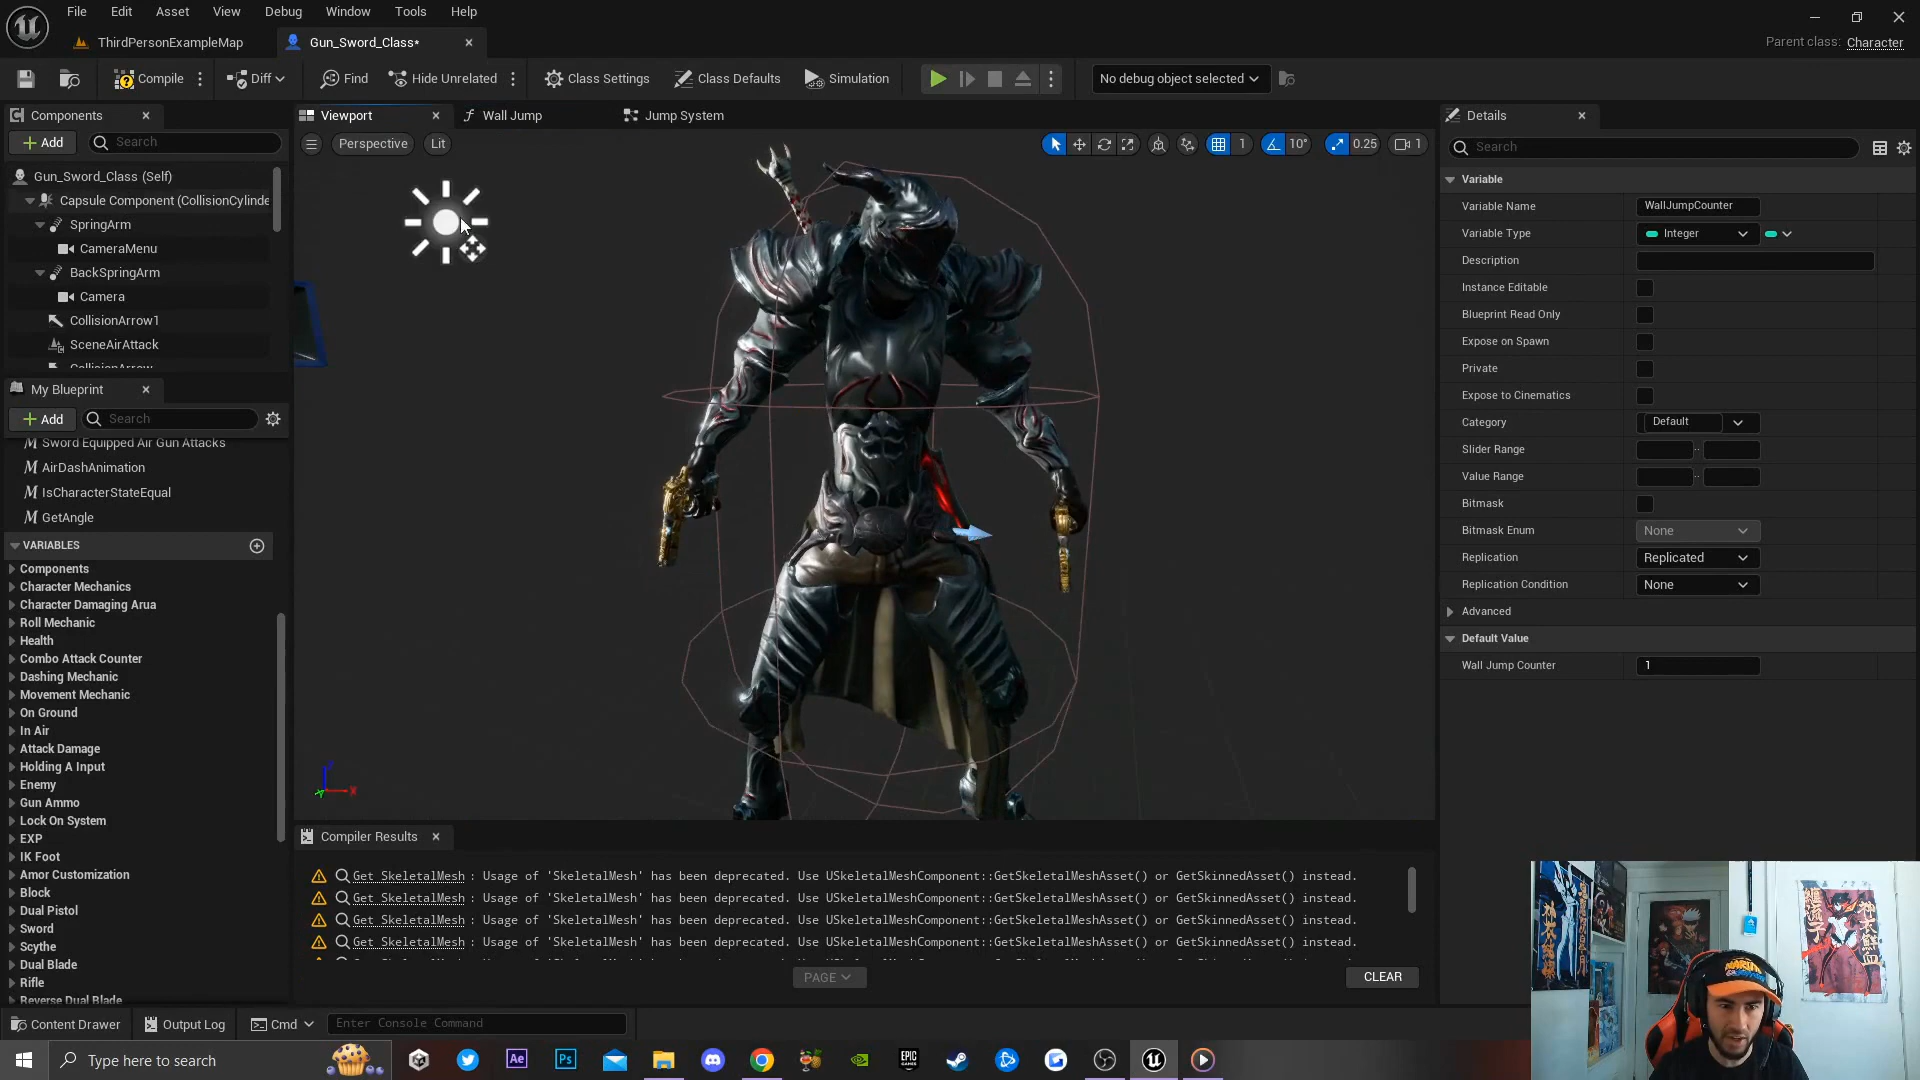 File Edit Asset View Debug Window Tools Help
ThirdPersonExampleMap
Gun_Sword_Class*
Parent class: Character
Compile
Diff
Find
Hide Unrelated
Class Settings
Class Defaults
Simulation
No debug object selected
Components
Add
Search
Gun_Sword_Class (Self)
Capsule Component (CollisionCylinde
SpringArm
CameraMenu
BackSpringArm
Camera
CollisionArrow1
SceneAirAttack
CollisionArrow
My Blueprint
Add
Search
Sword Equipped Air Gun Attacks
AirDashAnimation
IsCharacterStateEqual
GetAngle
VARIABLES
Components
Character Mechanics
Character Damaging Arua
Roll Mechanic
Health
Combo Attack Counter
Dashing Mechanic
Movement Mechanic
On Ground
In Air
Attack Damage
Holding A Input
Enemy
Gun Ammo
Lock On System
EXP
IK Foot
Amor Customization
Block
Dual Pistol
Sword
Scythe
Dual Blade
Rifle
Reverse Dual Blade
Viewport
Wall Jump
Jump System
Perspective
Lit
1
10°
0.25
1
Compiler Results
Get SkeletalMesh : Usage of 'SkeletalMesh' has been deprecated. Use USkeletalMeshComponent::GetSkeletalMeshAsset() or GetSkinnedAsset() instead.
Get SkeletalMesh : Usage of 'SkeletalMesh' has been deprecated. Use USkeletalMeshComponent::GetSkeletalMeshAsset() or GetSkinnedAsset() instead.
Get SkeletalMesh : Usage of 'SkeletalMesh' has been deprecated. Use USkeletalMeshComponent::GetSkeletalMeshAsset() or GetSkinnedAsset() instead.
Get SkeletalMesh : Usage of 'SkeletalMesh' has been deprecated. Use USkeletalMeshComponent::GetSkeletalMeshAsset() or GetSkinnedAsset() instead.
PAGE
CLEAR
Details
Search
Variable
Variable Name WallJumpCounter
Variable Type Integer
Description
Instance Editable
Blueprint Read Only
Expose on Spawn
Private
Expose to Cinematics
Category Default
Slider Range
Value Range
Bitmask
Bitmask Enum None
Replication Replicated
Replication Condition None
Advanced
Default Value
Wall Jump Counter 1
Content Drawer
Output Log
Cmd
Enter Console Command
Type here to search
Ae
Ps
EPIC GAMES
NARUTO